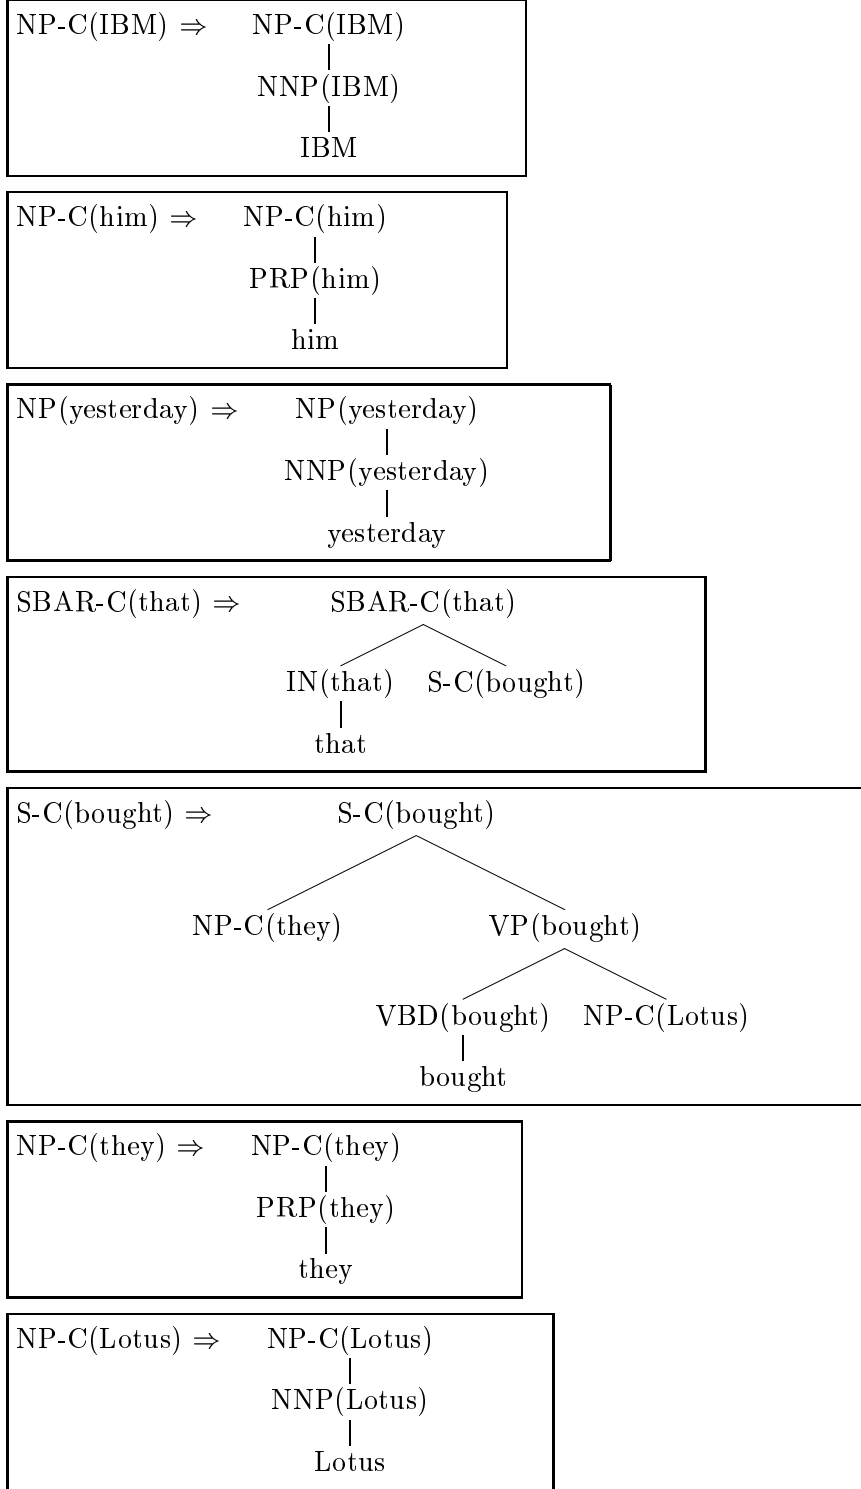 NP-C(IBM) ⇒ NP-C(IBM)
NNP(IBM)
IBM
NP-C(him) ⇒ NP-C(him)
PRP(him)
him
NP(yesterday) ⇒ NP(yesterday)
NNP(yesterday)
yesterday
SBAR-C(that) ⇒ SBAR-C(that)
IN(that) S-C(bought)
that
S-C(bought) ⇒ S-C(bought)
NP-C(they) VP(bought)
VBD(bought) NP-C(Lotus)
bought
NP-C(they) ⇒ NP-C(they)
PRP(they)
they
NP-C(Lotus) ⇒ NP-C(Lotus)
NNP(Lotus)
Lotus